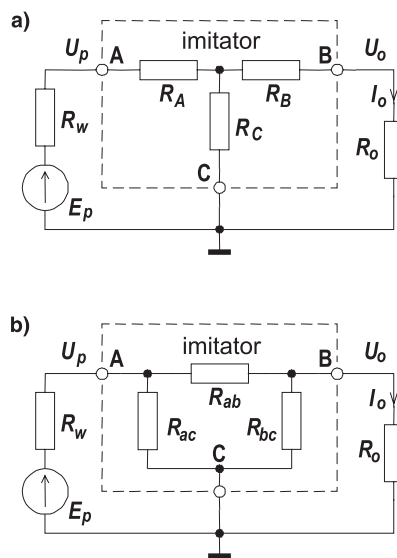 a)
U_p A imitator B U_o
R_A R_B I_o
R_w R_C R_o
C
E_p
b)
U_p A imitator B U_o
R_ab I_o
R_w R_ac R_bc R_o
C
E_p